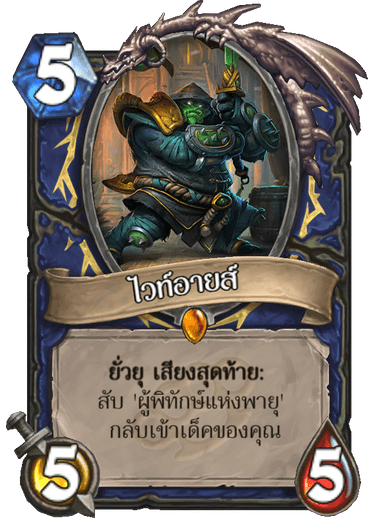 5
ไวท์อายส์
ยั่วยุ เสียงสุดท้าย:
สับ 'ผู้พิทักษ์แห่งพายุ'
กลับเข้าเด็คของคุณ
5
5